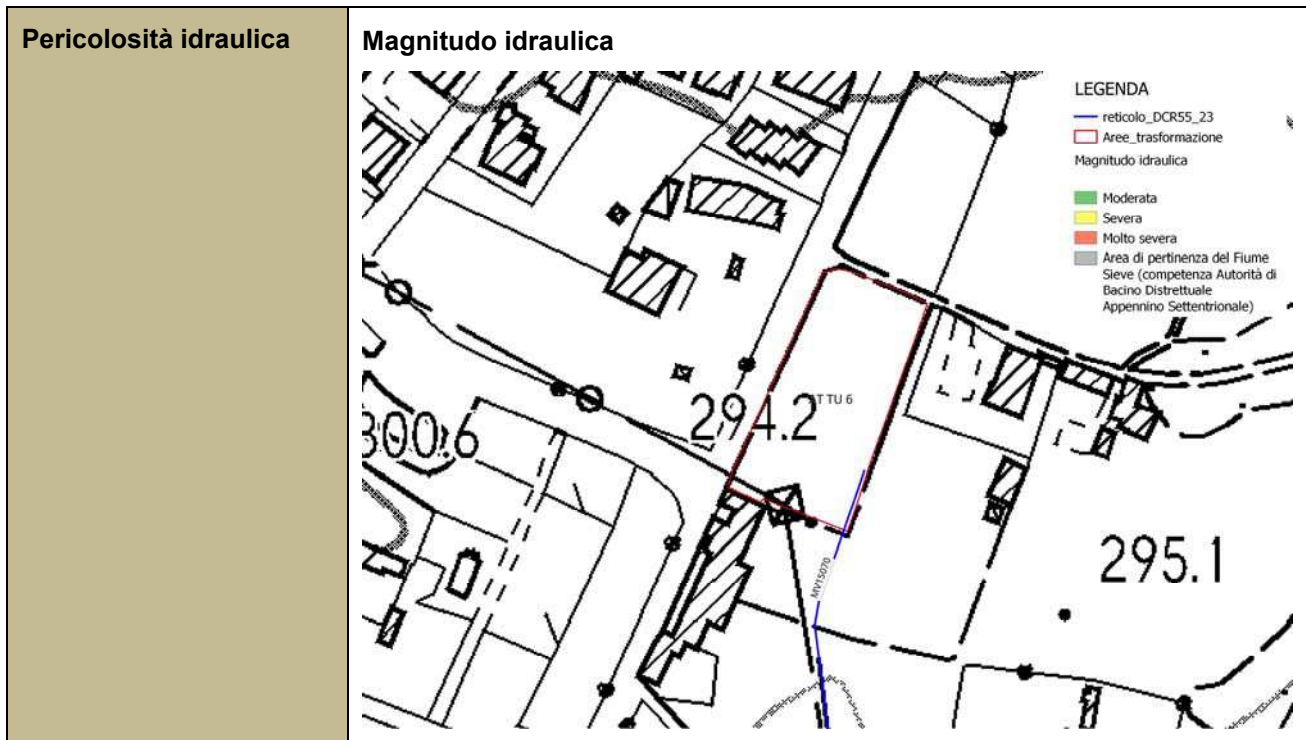 Pericolosità idraulica
Magnitudo idraulica
LEGENDA
reticolo_DCR55_23
Aree_trasformazione
Magnitudo idraulica
Moderata
Severa
Molto severa
Area di pertinenza del Fiume
Sieve (competenza Autorità di
Bacino Distrettuale
Appennino Settentrionale)
294.2
TU 6
300.6
295.1
MV15070